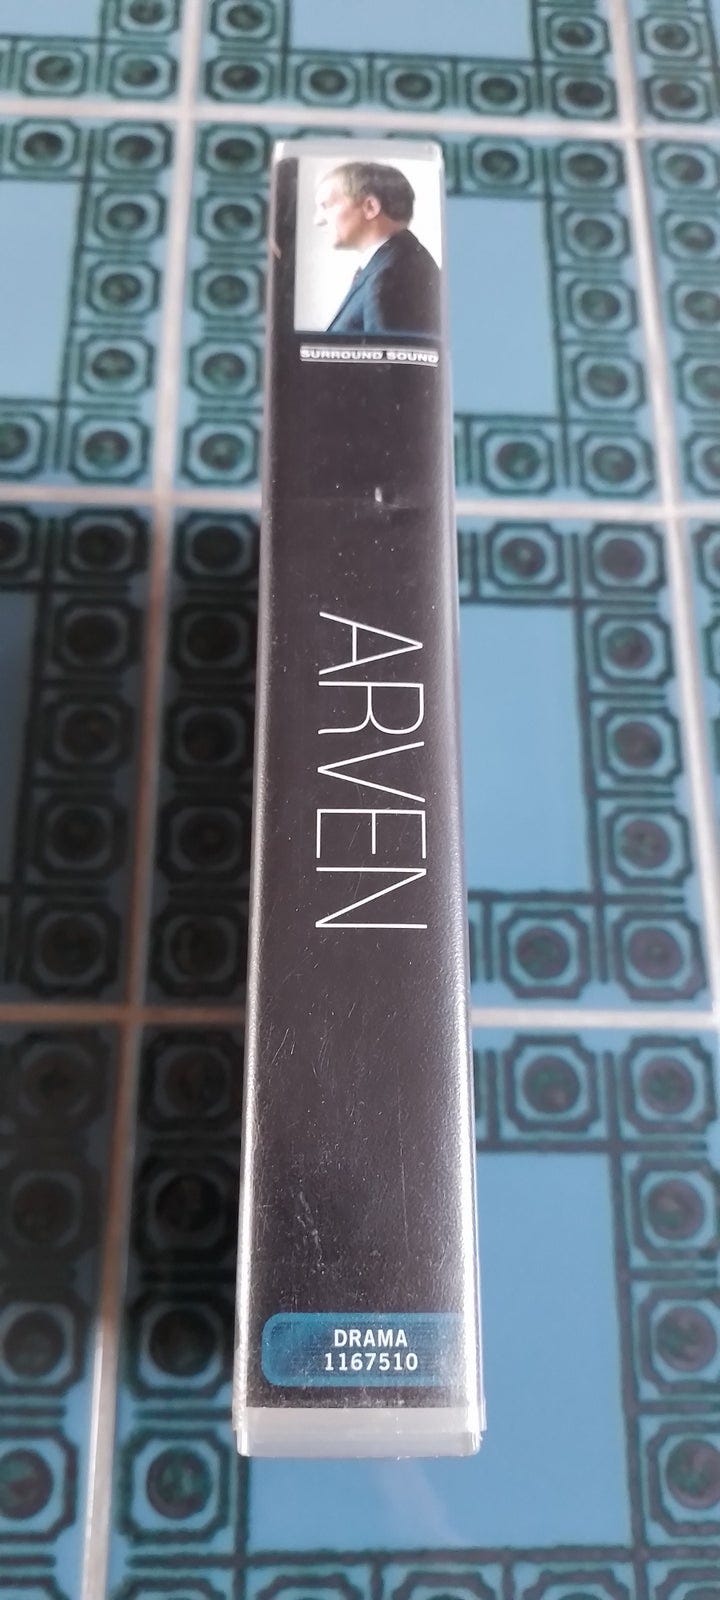 SURROUND SOUND
ARVEN
DRAMA
1167510